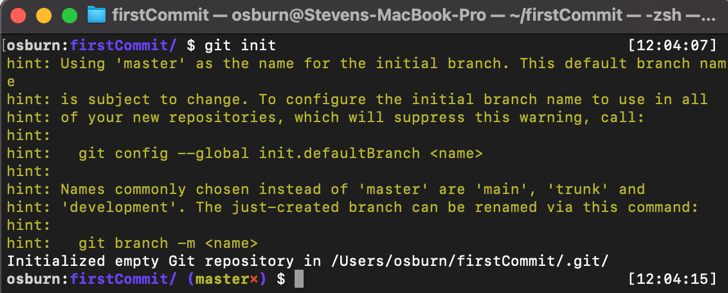 firstCommit — osburn@Stevens-MacBook-Pro — ~/firstCommit — -zsh —...
[osburn:firstCommit/ $ git init [12:04:07]
hint: Using 'master' as the name for the initial branch. This default branch nam
e
hint: is subject to change. To configure the initial branch name to use in all
hint: of your new repositories, which will suppress this warning, call:
hint:
hint:   git config --global init.defaultBranch <name>
hint:
hint: Names commonly chosen instead of 'master' are 'main', 'trunk' and
hint: 'development'. The just-created branch can be renamed via this command:
hint:
hint:   git branch -m <name>
Initialized empty Git repository in /Users/osburn/firstCommit/.git/
osburn:firstCommit/ (master×) $ [12:04:15]